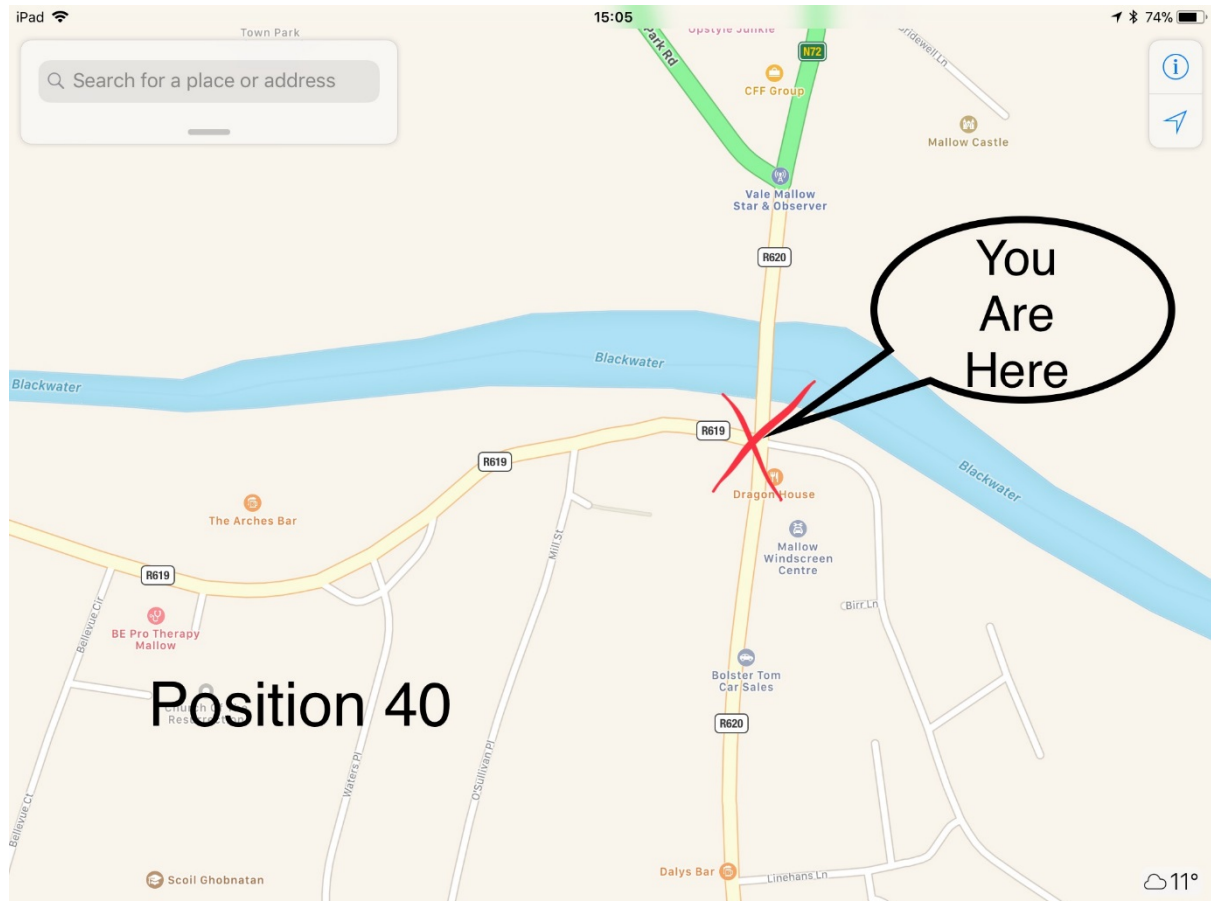 iPad 15:05 74%
Town Park
Search for a place or address
Upstyle Junkie
Park Rd
N72
CFF Group
Bridewell Ln
Mallow Castle
Vale Mallow
Star & Observer
R620
You
Are
Here
Blackwater
Blackwater
Blackwater
R619
R619
Dragon House
The Arches Bar
Mallow
Windscreen
Centre
Mill St
R619
Bellevue Cir
BE Pro Therapy
Mallow
Birr Ln
Bolster Tom
Car Sales
Position 40
R620
Waters Pl
O'Sullivan Pl
Bellevue Ct
Scoil Ghobnatan
Dalys Bar
Linehans Ln
11°